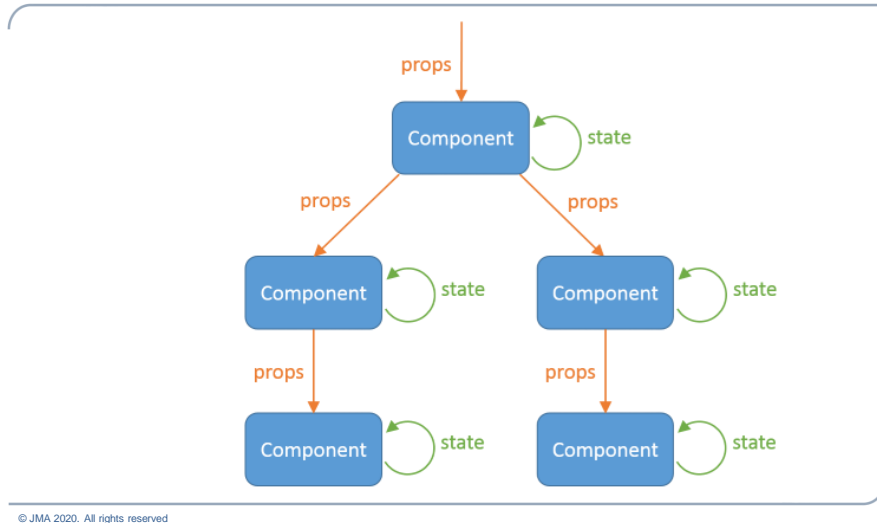 props
Component
state
props
props
Component
state
Component
state
props
props
Component
state
Component
state
© JMA 2020. All rights reserved